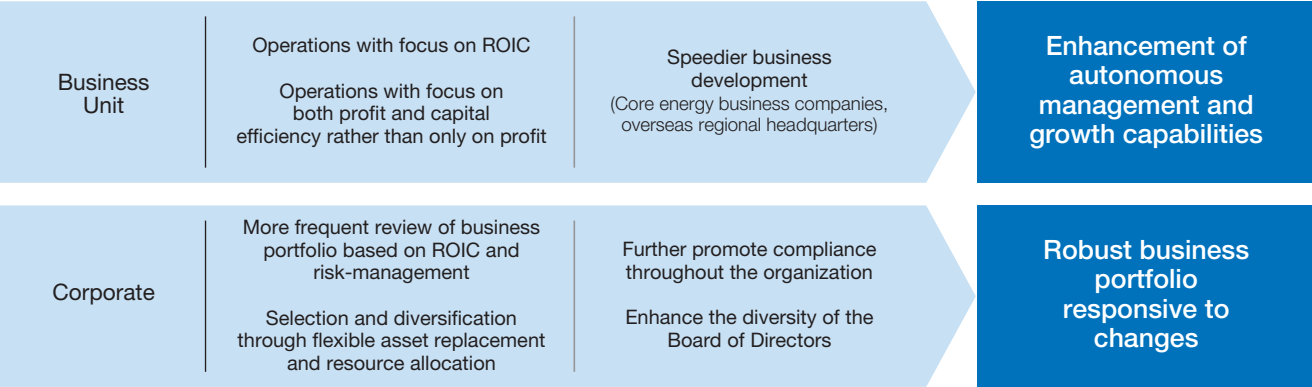 Business
Unit
Operations with focus on ROIC
Operations with focus on
both profit and capital
efficiency rather than only on profit
Speedier business
development
(Core energy business companies,
overseas regional headquarters)
Enhancement of
autonomous
management and
growth capabilities
Corporate
More frequent review of business
portfolio based on ROIC and
risk-management
Selection and diversification
through flexible asset replacement
and resource allocation
Further promote compliance
throughout the organization
Enhance the diversity of the
Board of Directors
Robust business
portfolio
responsive to
changes